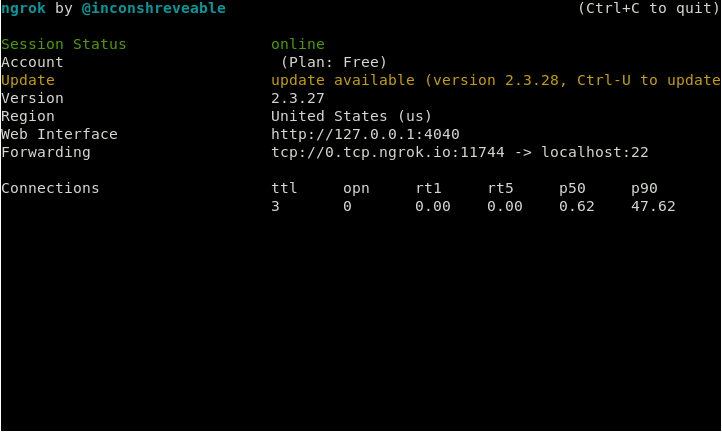 ngrok by @inconshreveable (Ctrl+C to quit)
Session Status online
Account (Plan: Free)
Update update available (version 2.3.28, Ctrl-U to update
Version 2.3.27
Region United States (us)
Web Interface http://127.0.0.1:4040
Forwarding tcp://0.tcp.ngrok.io:11744 -> localhost:22
Connections ttl opn rt1 rt5 p50 p90
3 0 0.00 0.00 0.62 47.62